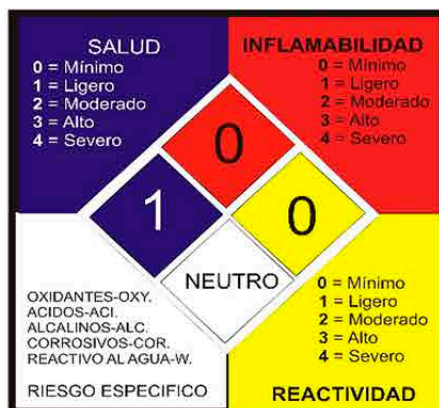 SALUD
0 = Mínimo
1 = Ligero
2 = Moderado
3 = Alto
4 = Severo
INFLAMABILIDAD
0 = Mínimo
1 = Ligero
2 = Moderado
3 = Alto
4 = Severo
0
1
0
NEUTRO
OXIDANTES-OXY.
ACIDOS-ACI.
ALCALINOS-ALC.
CORROSIVOS-COR.
REACTIVO AL AGUA-W.
RIESGO ESPECIFICO
0 = Mínimo
1 = Ligero
2 = Moderado
3 = Alto
4 = Severo
REACTIVIDAD